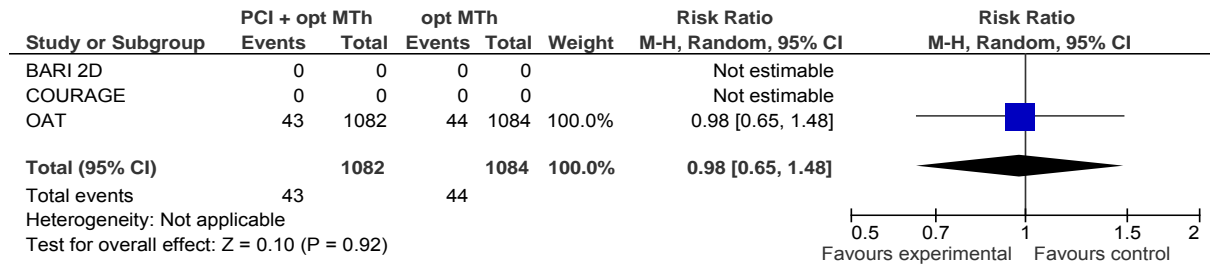 PCI + opt MTh opt MTh Risk Ratio Risk Ratio
Study or Subgroup Events Total Events Total Weight M-H, Random, 95% CI M-H, Random, 95% CI
BARI 2D 0 0 0 0 Not estimable
COURAGE 0 0 0 0 Not estimable
OAT 43 1082 44 1084 100.0% 0.98 [0.65, 1.48]
Total (95% CI) 1082 1084 100.0% 0.98 [0.65, 1.48]
Total events 43 44
Heterogeneity: Not applicable
Test for overall effect: Z = 0.10 (P = 0.92)
0.5 0.7 1 1.5 2
Favours experimental Favours control